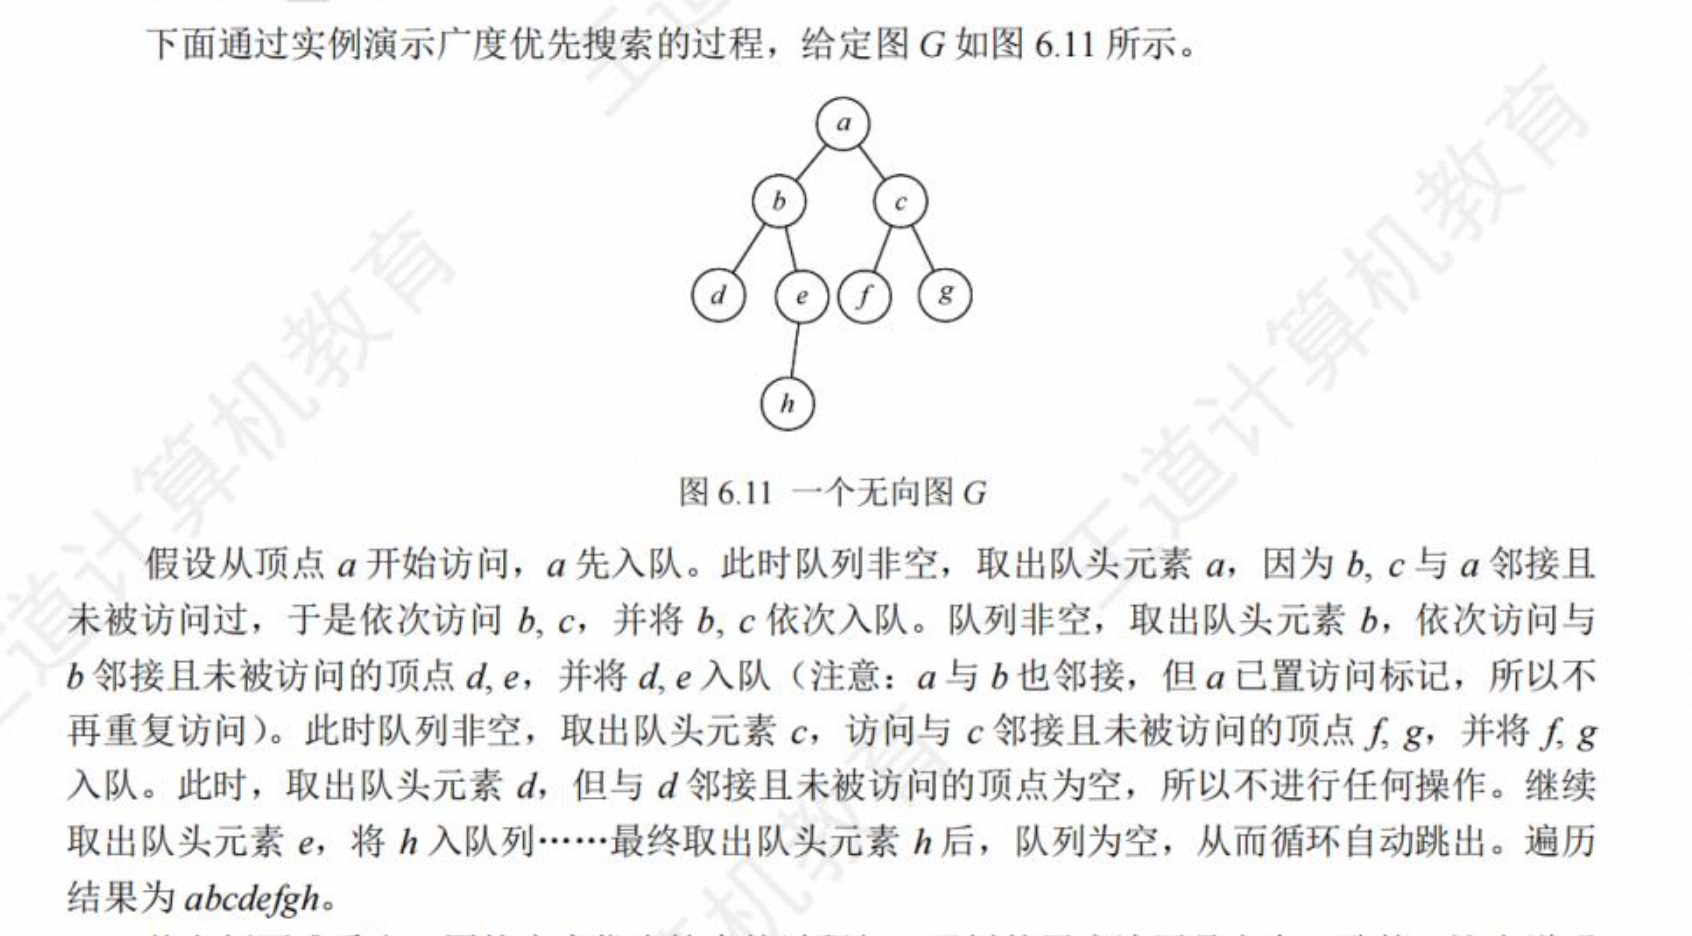 下面通过实例演示广度优先搜索的过程，给定图 G 如图 6.11 所示。
a
b
c
d
e
f
g
h
图 6.11 一个无向图 G
假设从顶点 a 开始访问，a 先入队。此时队列非空，取出队头元素 a，因为 b, c 与 a 邻接且
未被访问过，于是依次访问 b, c，并将 b, c 依次入队。队列非空，取出队头元素 b，依次访问与
b 邻接且未被访问的顶点 d, e，并将 d, e 入队（注意：a 与 b 也邻接，但 a 已置访问标记，所以不
再重复访问）。此时队列非空，取出队头元素 c，访问与 c 邻接且未被访问的顶点 f, g，并将 f, g
入队。此时，取出队头元素 d，但与 d 邻接且未被访问的顶点为空，所以不进行任何操作。继续
取出队头元素 e，将 h 入队列……最终取出队头元素 h 后，队列为空，从而循环自动跳出。遍历
结果为 abcdefgh。
王道计算机教育
王道计算机教育